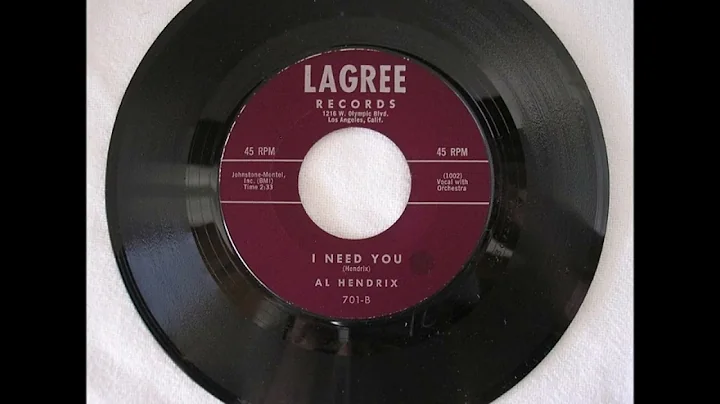 LAGREE
RECORDS
1216 W. Olympic Blvd.
Los Angeles, Calif.
45 RPM
45 RPM
Johnstone-Montei,
Inc. (BMI)
Time 2:33
(1002)
Vocal with
Orchestra
I NEED YOU
(Hendrix)
AL HENDRIX
701-B